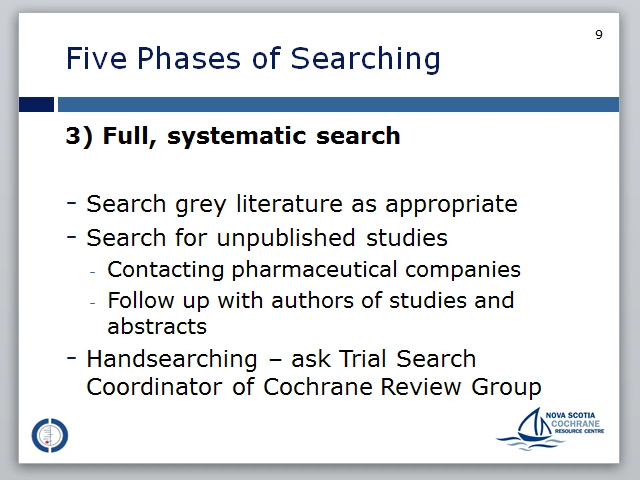 9
Five Phases of Searching
3) Full, systematic search
- Search grey literature as appropriate
- Search for unpublished studies
- Contacting pharmaceutical companies
- Follow up with authors of studies and
abstracts
- Handsearching – ask Trial Search
Coordinator of Cochrane Review Group
NOVA SCOTIA
COCHRANE
RESOURCE CENTRE